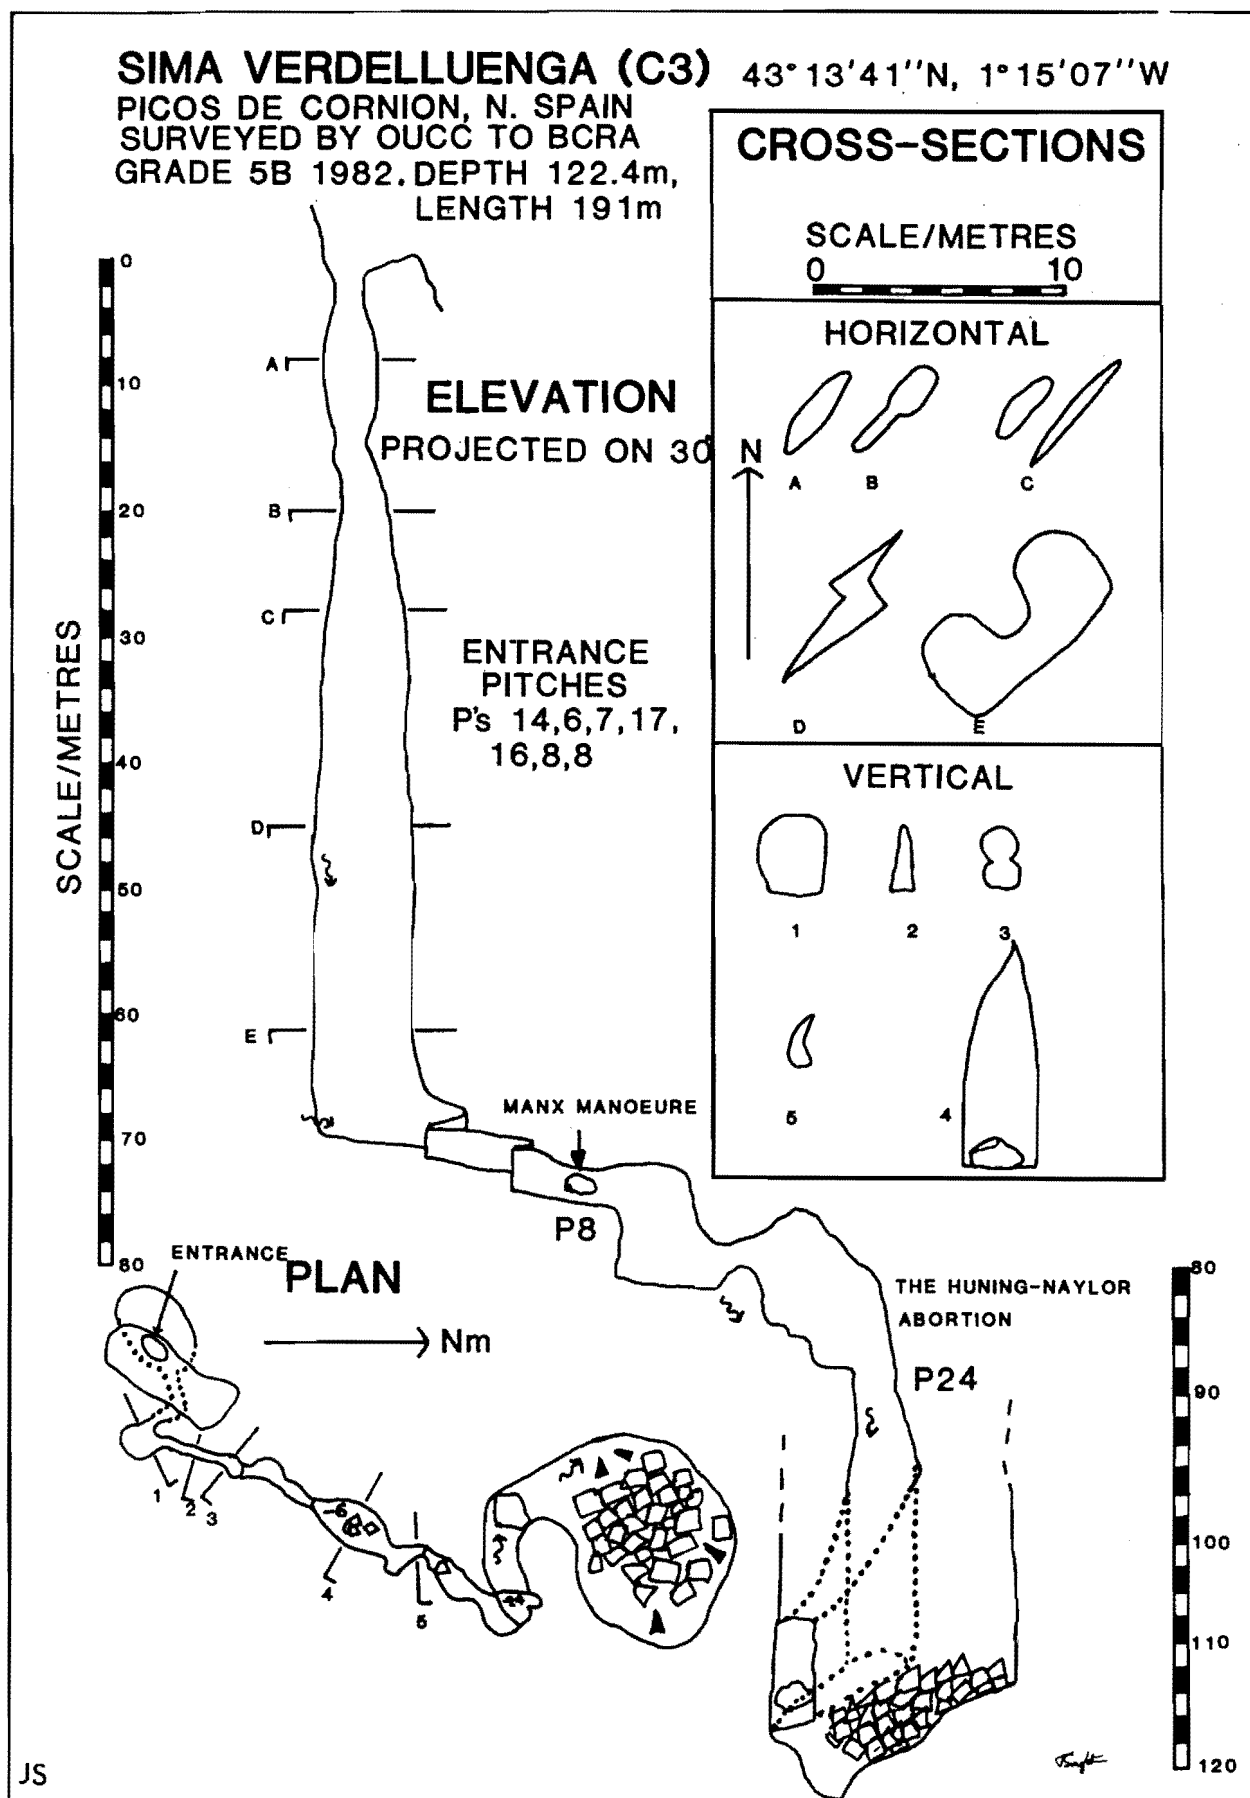 SIMA VERDELLUENGA (C3) 43°13'41''N, 1°15'07''W
PICOS DE CORNION, N. SPAIN
SURVEYED BY OUCC TO BCRA
GRADE 5B 1982. DEPTH 122.4m,
LENGTH 191m
CROSS-SECTIONS
SCALE/METRES
0 10
HORIZONTAL
N
A B C
D E
VERTICAL
1 2 3
5 4
SCALE/METRES
0
10
20
30
40
50
60
70
80
A
B
C
D
E
ELEVATION
PROJECTED ON 30°
ENTRANCE
PITCHES
P's 14,6,7,17,
16,8,8
MANX MANOEURE
P8
THE HUNING-NAYLOR
ABORTION
P24
80
90
100
110
120
ENTRANCE
PLAN
Nm
1 2 3
4
5
-6
JS